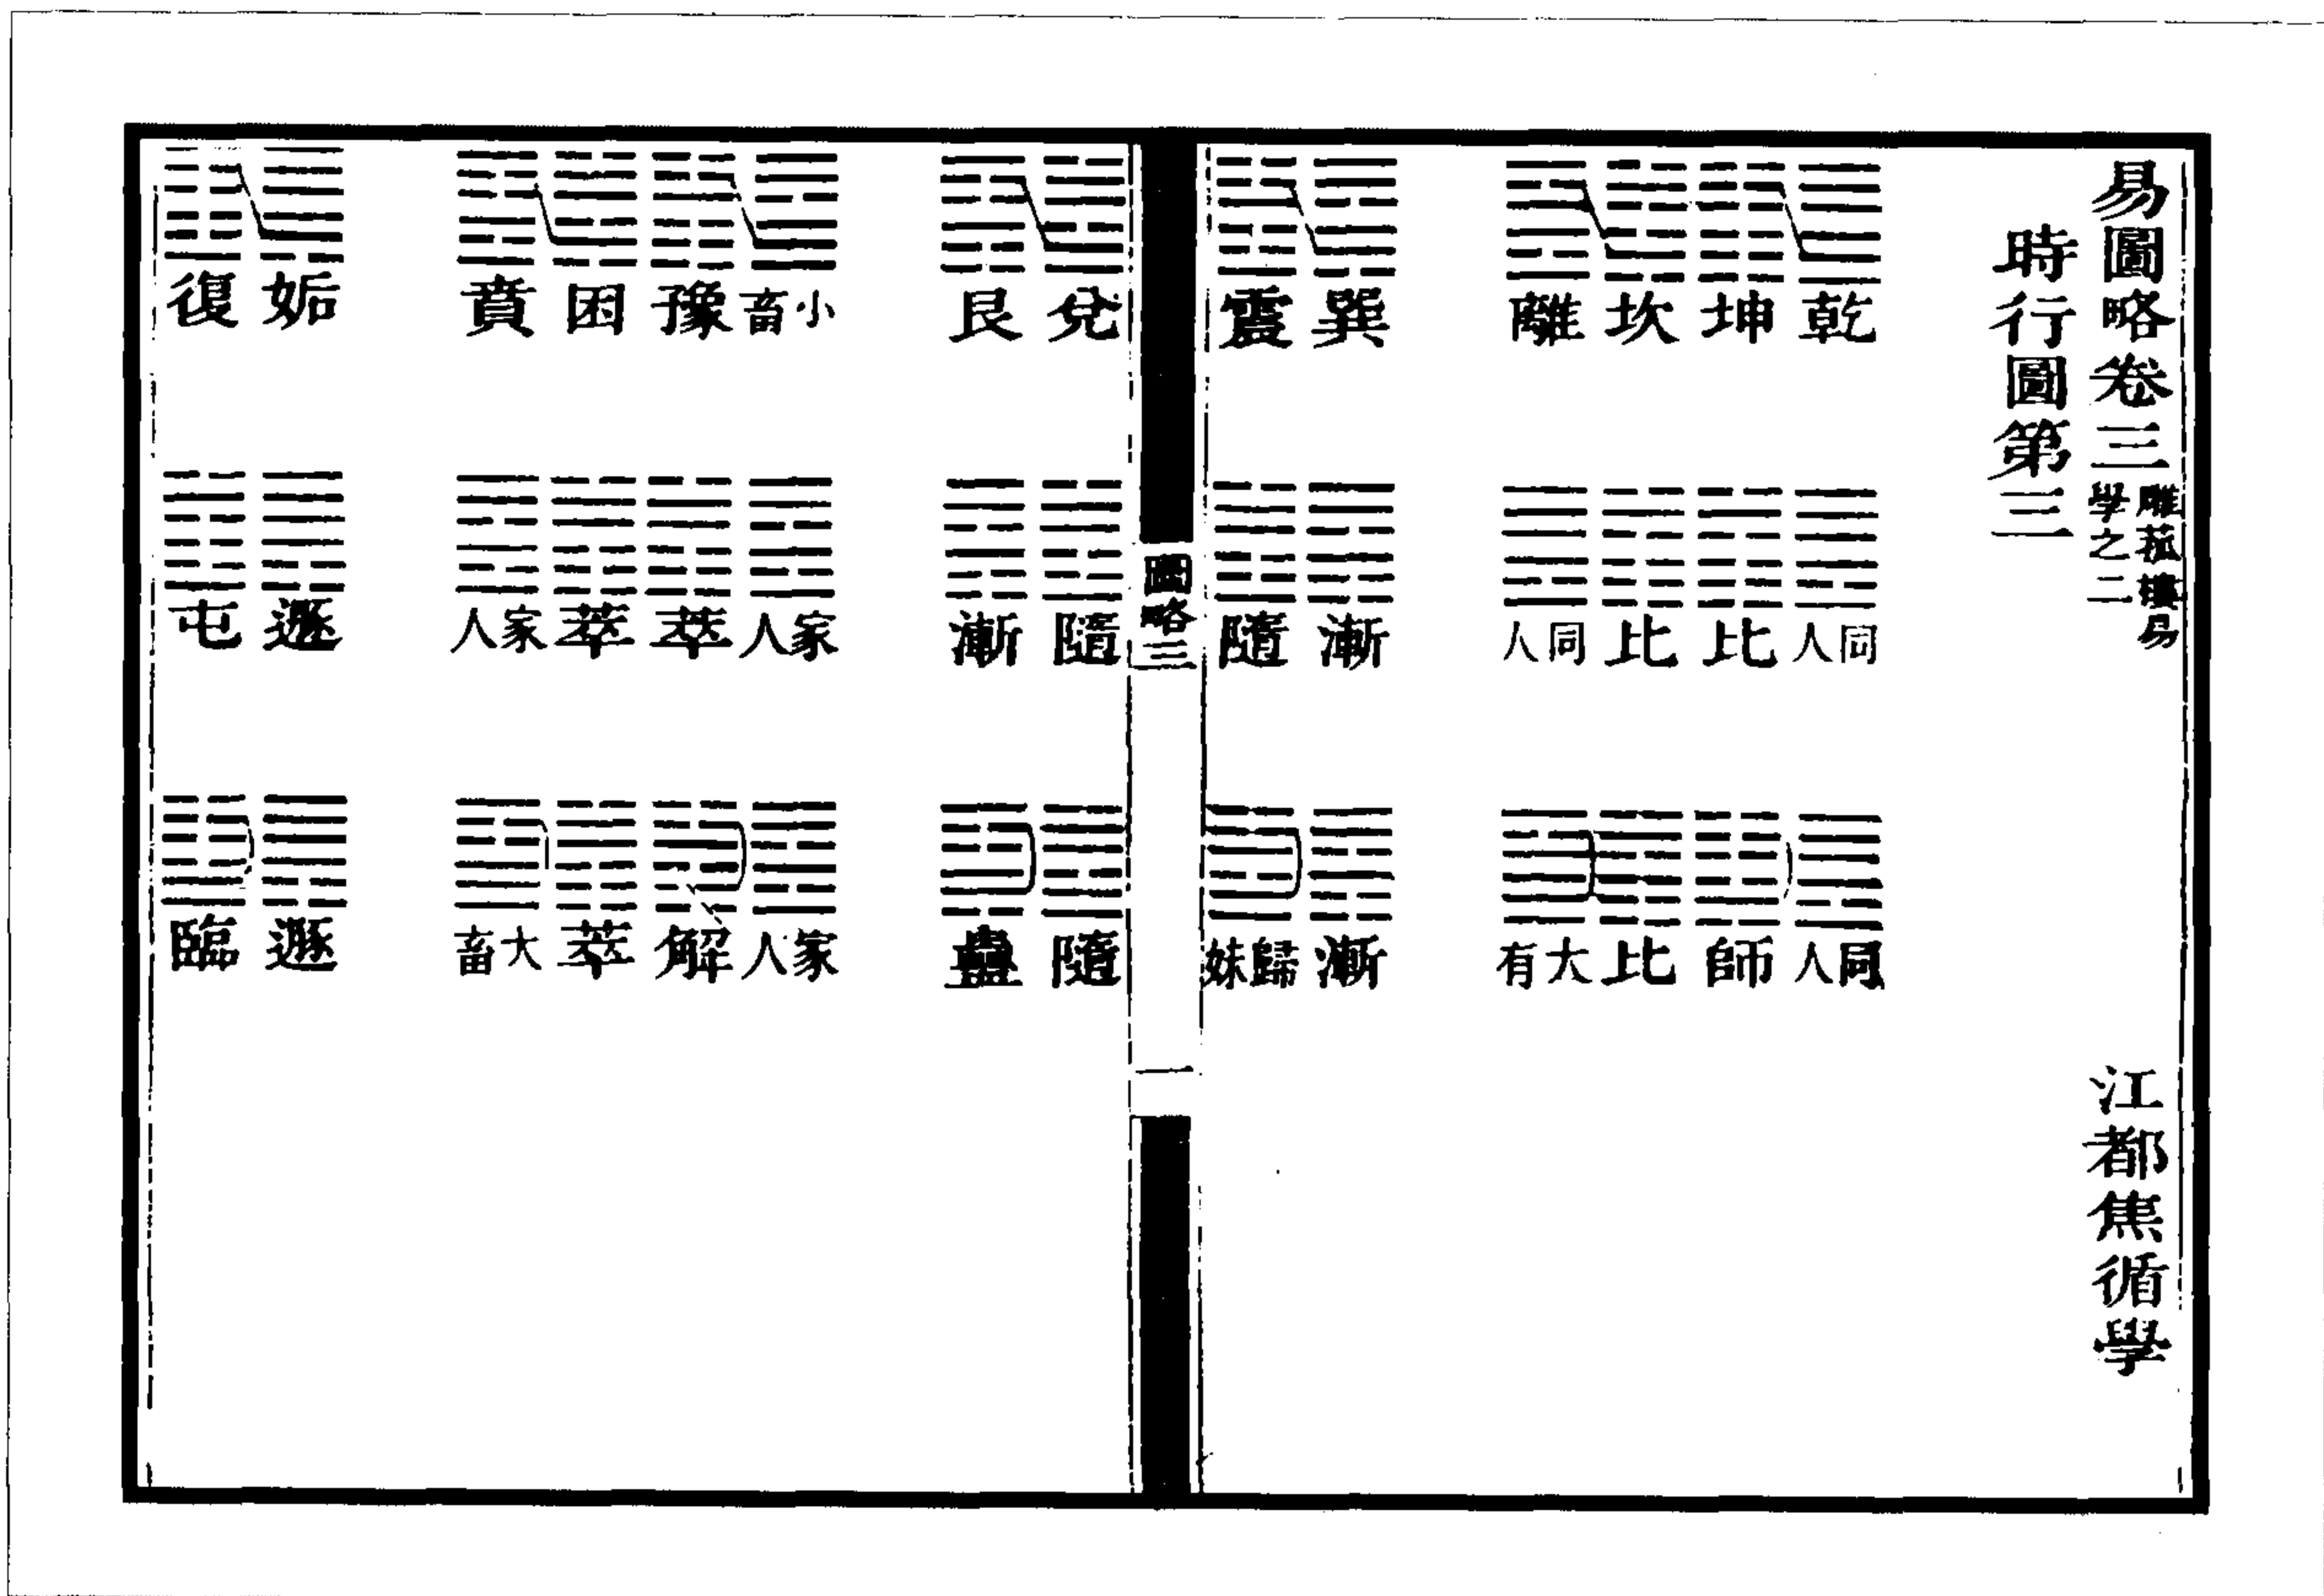 易圖略卷三 雕菰樓易學之二 江都焦循學
時行圖第三
乾 坤 坎 離
同人 比 比 同人
同人 師 比 大有
巽 震
漸 隨
漸 歸妹
圖略三 一
兌 艮
隨 漸
隨 蠱
小畜 豫 困 賁
家人 萃 萃 家人
家人 解 萃 大畜
姤 復
遯 屯
遯 臨